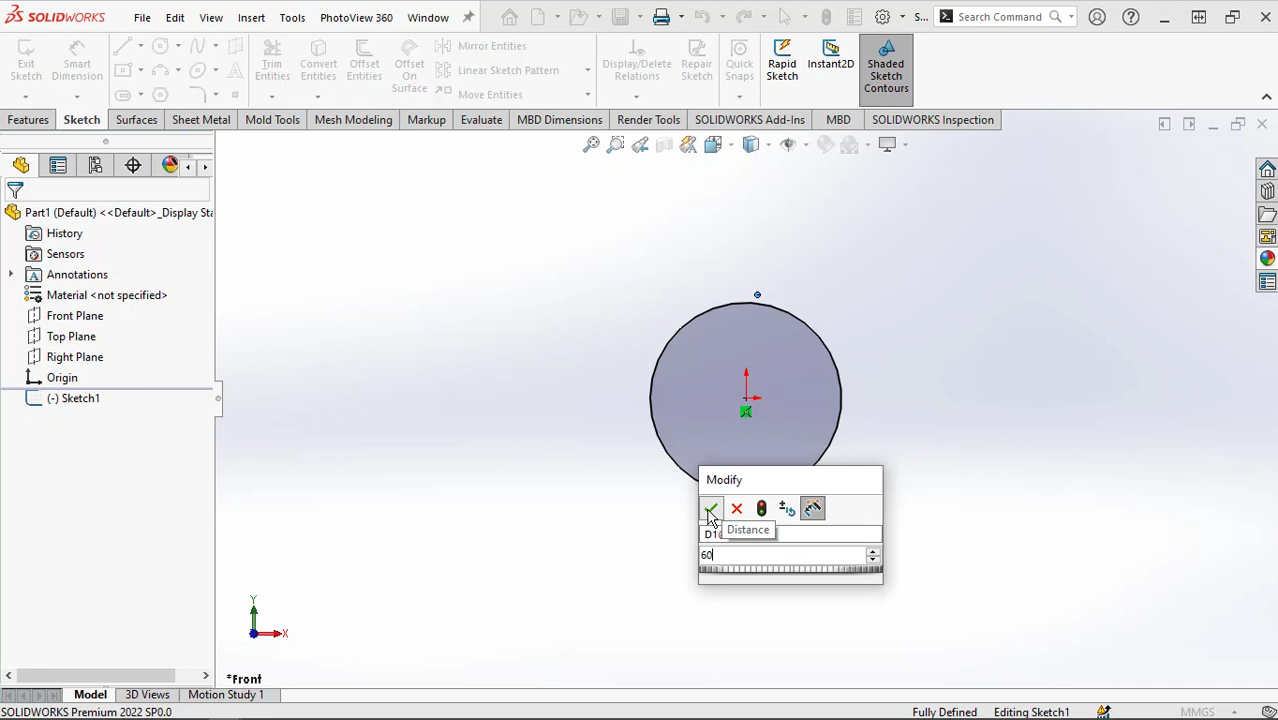 SOLIDWORKS File Edit View Insert Tools PhotoView 360 Window S... Search Command
Exit Sketch Smart Dimension Trim Entities Convert Entities Offset Entities Offset On Surface Mirror Entities Linear Sketch Pattern Move Entities Display/Delete Relations Repair Sketch Quick Snaps Rapid Sketch Instant2D Shaded Sketch Contours
Features Sketch Surfaces Sheet Metal Mold Tools Mesh Modeling Markup Evaluate MBD Dimensions Render Tools SOLIDWORKS Add-Ins MBD SOLIDWORKS Inspection
Part1 (Default) <<Default>_Display Sta
History
Sensors
Annotations
Material <not specified>
Front Plane
Top Plane
Right Plane
Origin
(-) Sketch1
Modify
Distance
60
Y
X
*Front
Model 3D Views Motion Study 1
SOLIDWORKS Premium 2022 SP0.0 Fully Defined Editing Sketch1 MMGS